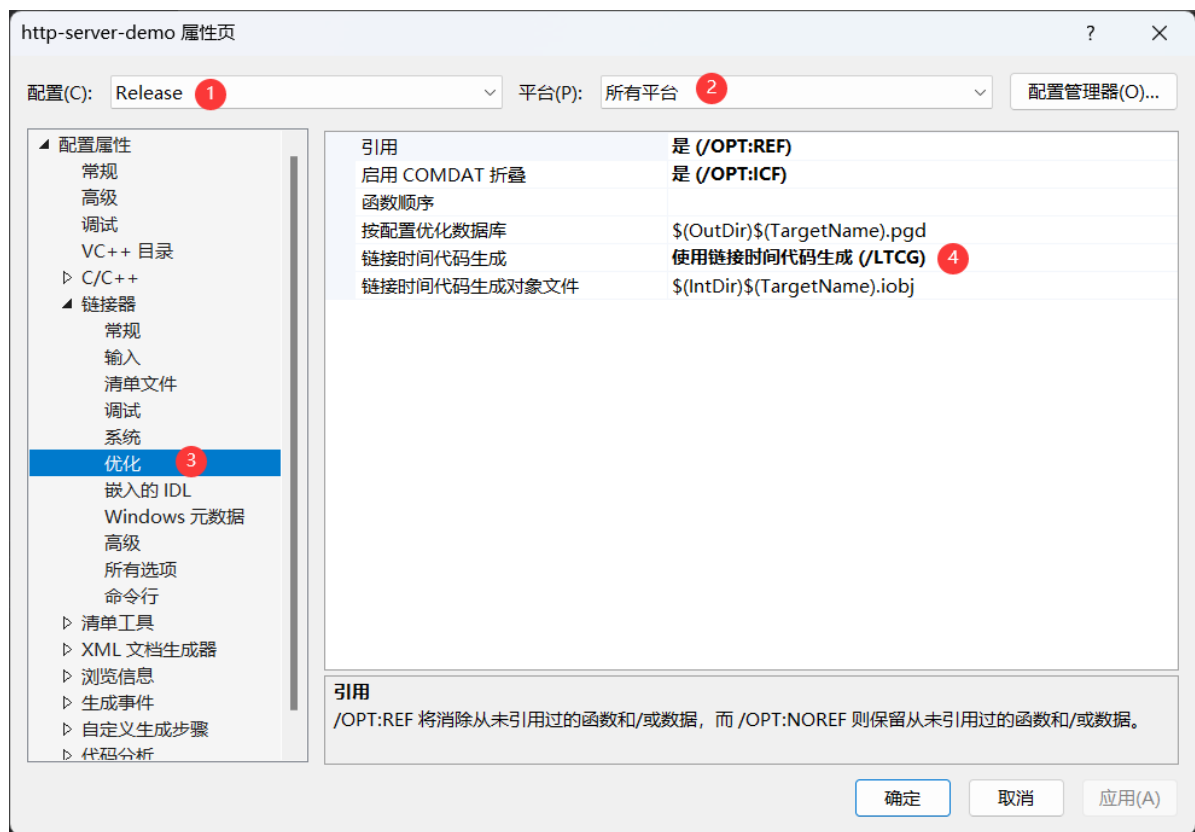 http-server-demo 属性页
?
配置(C): Release 1 平台(P): 所有平台 2 配置管理器(O)...
配置属性
常规
高级
调试
VC++ 目录
C/C++
链接器
常规
输入
清单文件
调试
系统
优化 3
嵌入的 IDL
Windows 元数据
高级
所有选项
命令行
清单工具
XML 文档生成器
浏览信息
生成事件
自定义生成步骤
代码分析
引用 是 (/OPT:REF)
启用 COMDAT 折叠 是 (/OPT:ICF)
函数顺序
按配置优化数据库 $(OutDir)$(TargetName).pgd
链接时间代码生成 使用链接时间代码生成 (/LTCG) 4
链接时间代码生成对象文件 $(IntDir)$(TargetName).iobj
引用
/OPT:REF 将消除从未引用过的函数和/或数据，而 /OPT:NOREF 则保留从未引用过的函数和/或数据。
确定 取消 应用(A)